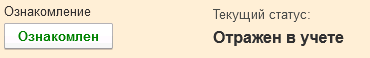 Ознакомление
Ознакомлен
Текущий статус:
Отражен в учете